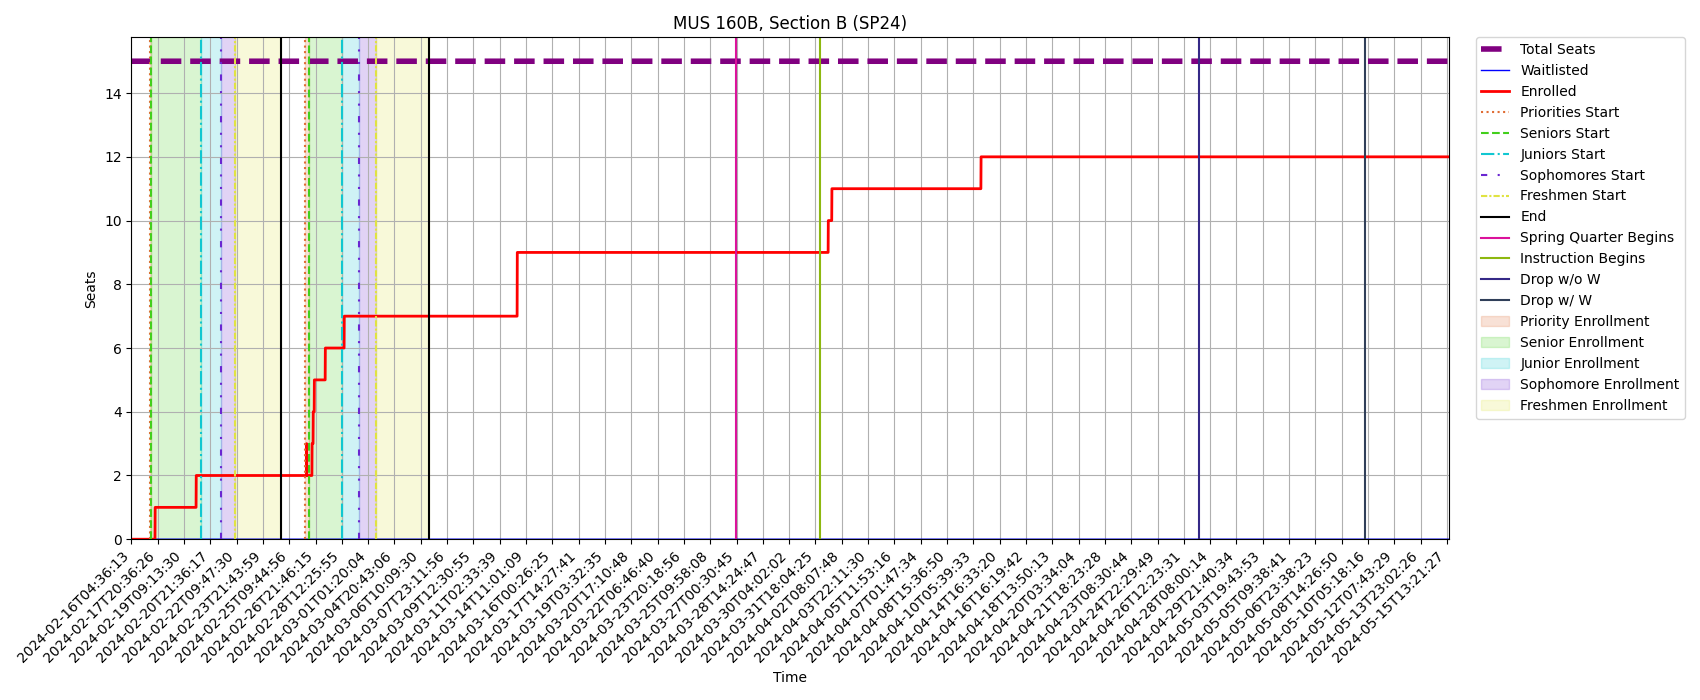 MUS 160B, Section B (SP24)
Total Seats
Waitlisted
Enrolled
Priorities Start
Seniors Start
Juniors Start
Sophomores Start
Freshmen Start
End
Spring Quarter Begins
Instruction Begins
Drop w/o W
Drop w/ W
Priority Enrollment
Senior Enrollment
Junior Enrollment
Sophomore Enrollment
Freshmen Enrollment
Seats
14
12
10
8
6
4
2
0
2024-02-16T04:36:13
2024-02-17T20:36:26
2024-02-19T09:13:30
2024-02-20T21:36:17
2024-02-22T09:47:30
2024-02-23T21:43:59
2024-02-25T09:44:56
2024-02-26T21:46:15
2024-02-28T12:25:55
2024-03-01T01:20:04
2024-03-04T20:43:06
2024-03-06T10:09:30
2024-03-07T23:11:56
2024-03-09T12:30:55
2024-03-11T02:33:39
2024-03-14T11:01:09
2024-03-16T00:26:25
2024-03-17T14:27:41
2024-03-19T03:32:35
2024-03-20T17:10:48
2024-03-22T06:46:40
2024-03-23T20:18:56
2024-03-25T09:58:08
2024-03-27T00:30:45
2024-03-28T14:24:47
2024-03-30T04:02:02
2024-03-31T18:04:25
2024-04-02T08:07:48
2024-04-03T22:11:30
2024-04-05T11:53:16
2024-04-07T01:47:34
2024-04-08T15:36:50
2024-04-10T05:39:33
2024-04-14T16:33:20
2024-04-16T16:19:42
2024-04-18T13:50:13
2024-04-20T03:34:04
2024-04-21T18:23:28
2024-04-23T08:30:44
2024-04-24T22:29:49
2024-04-26T12:23:31
2024-04-28T08:00:14
2024-04-29T21:40:34
2024-05-03T19:43:53
2024-05-05T09:38:41
2024-05-06T23:38:23
2024-05-08T14:26:50
2024-05-10T05:18:16
2024-05-12T07:43:29
2024-05-13T23:02:26
2024-05-15T13:21:27
Time